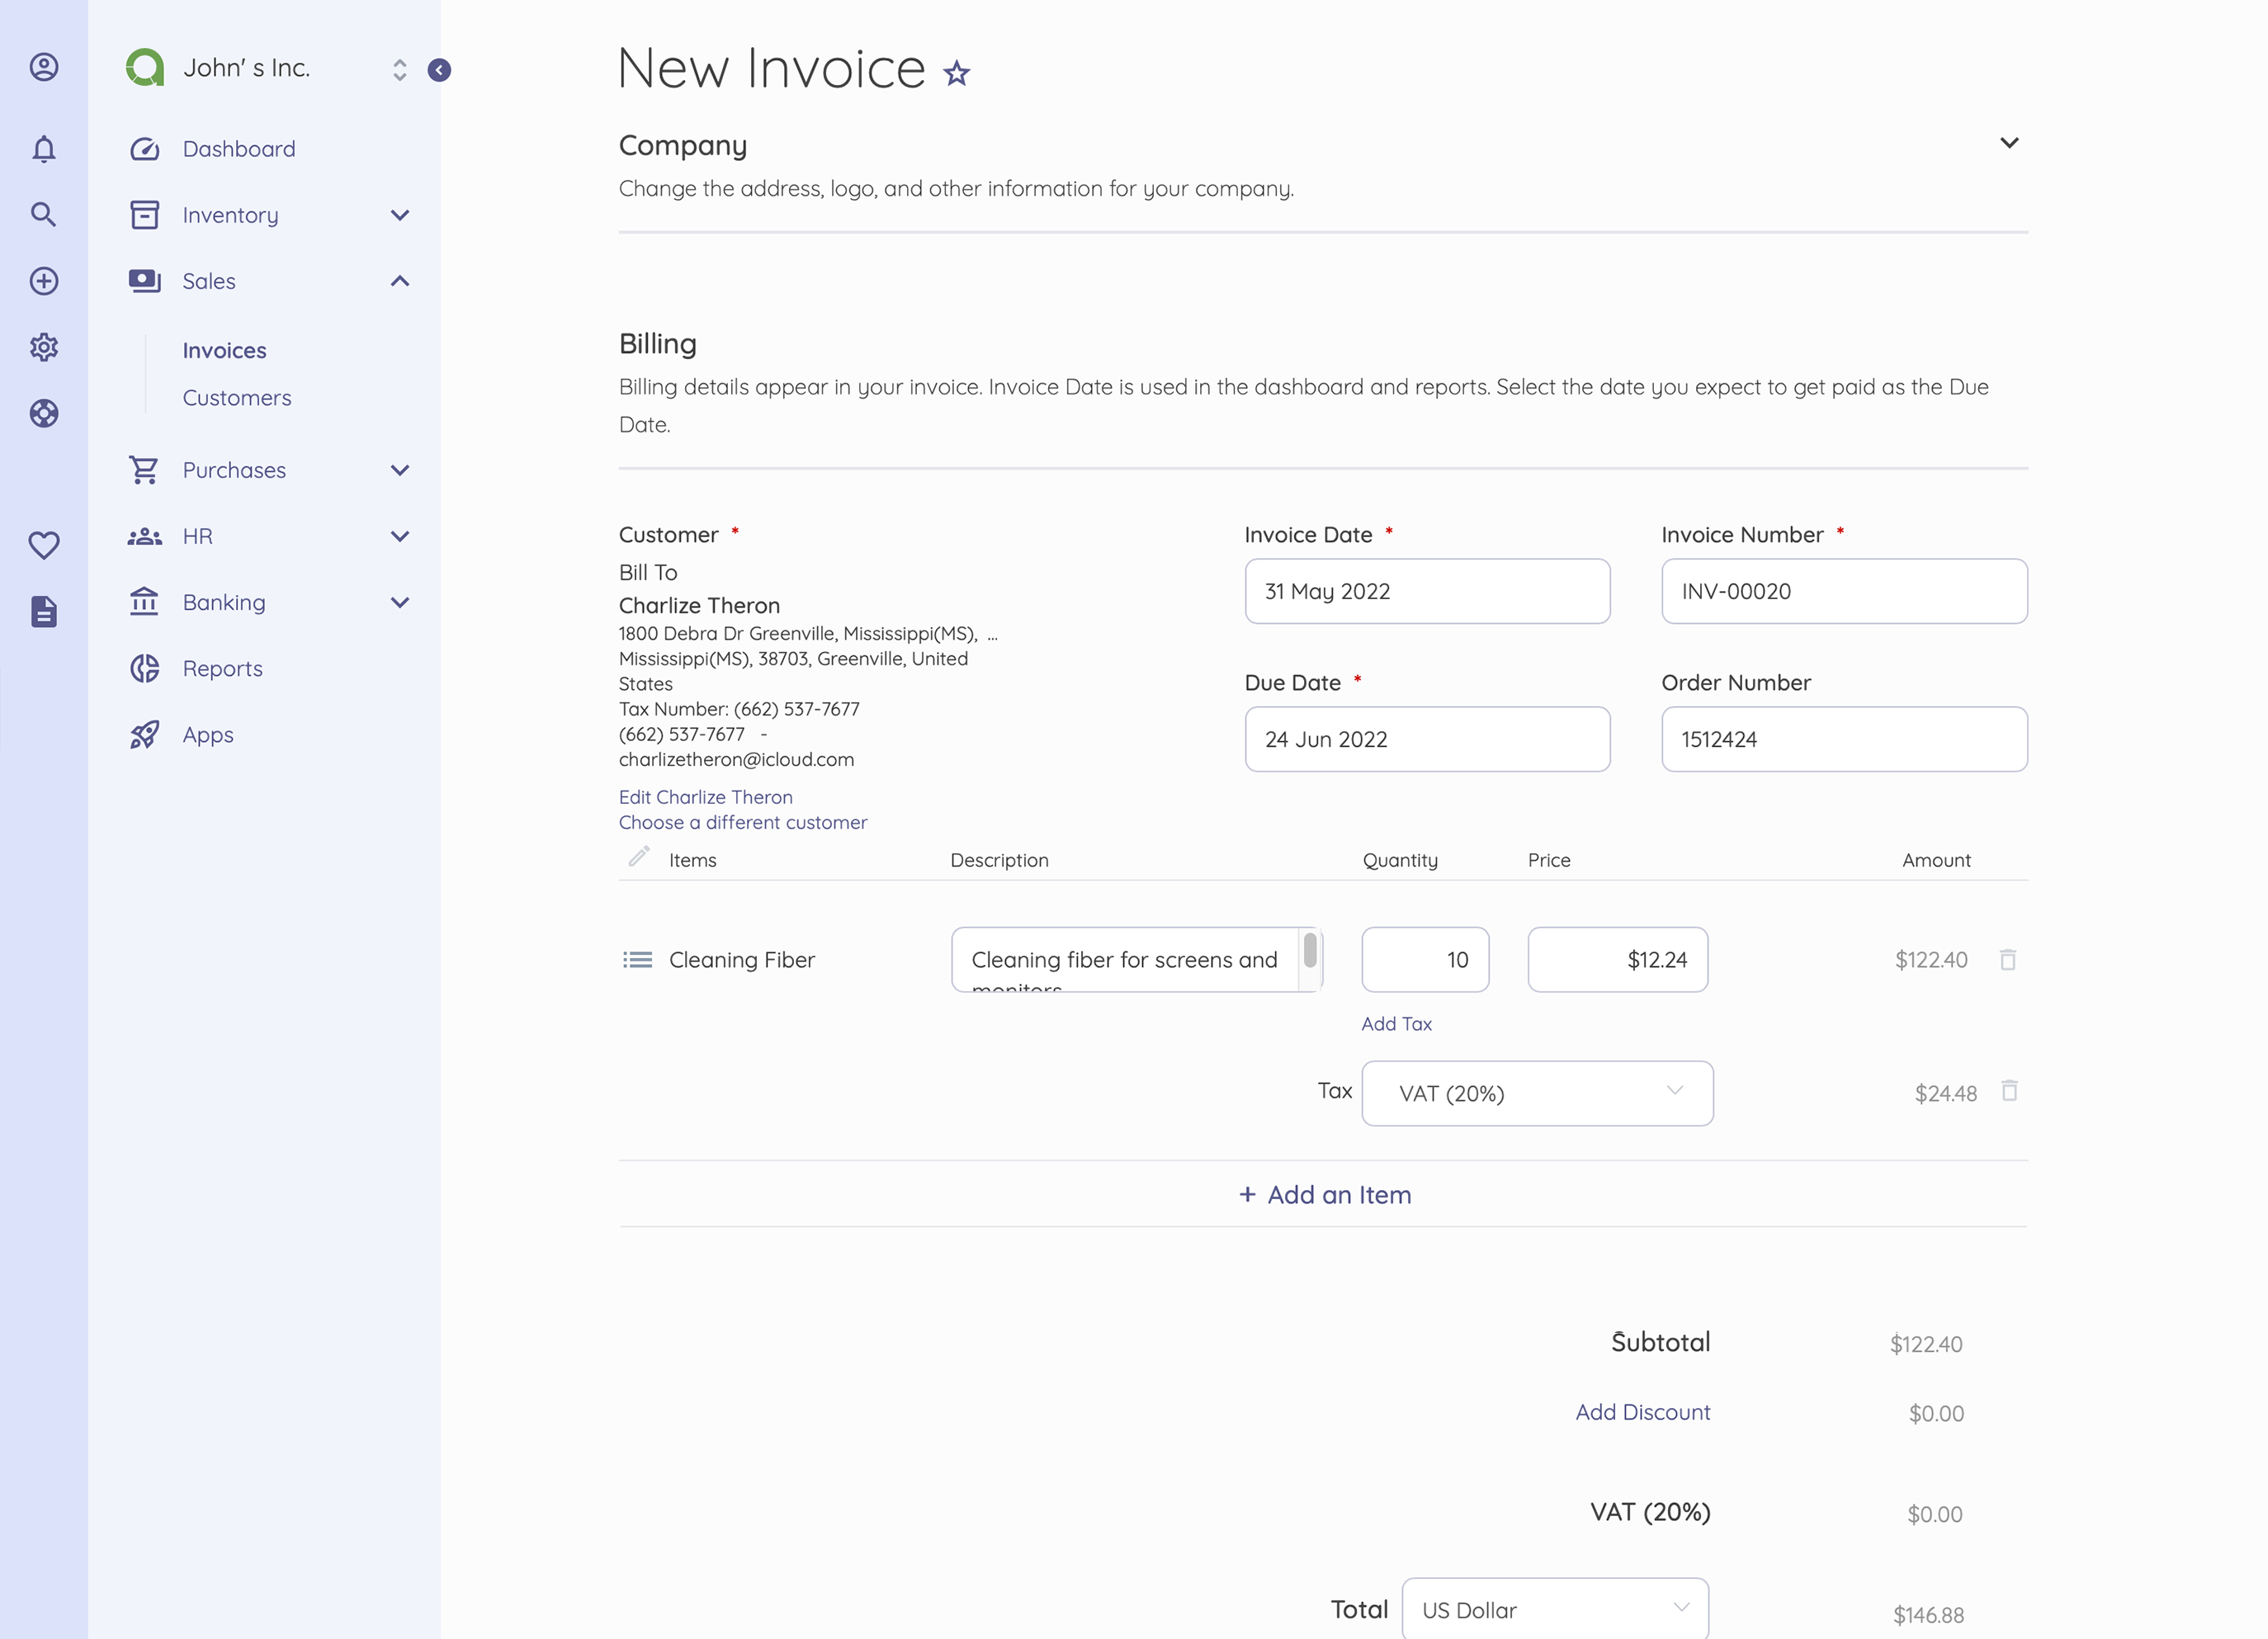 John' s Inc.
Dashboard
Inventory
Sales
Invoices
Customers
Purchases
HR
Banking
Reports
Apps
New Invoice
Company
Change the address, logo, and other information for your company.
Billing
Billing details appear in your invoice. Invoice Date is used in the dashboard and reports. Select the date you expect to get paid as the Due
Date.
Customer *
Bill To
Charlize Theron
1800 Debra Dr Greenville, Mississippi(MS), ...
Mississippi(MS), 38703, Greenville, United
States
Tax Number: (662) 537-7677
(662) 537-7677 -
charlizetheron@icloud.com
Edit Charlize Theron
Choose a different customer
Invoice Date *
31 May 2022
Invoice Number *
INV-00020
Due Date *
24 Jun 2022
Order Number
1512424
Items Description Quantity Price Amount
Cleaning Fiber
Cleaning fiber for screens and
monitors
10 $12.24 $122.40
Add Tax
Tax VAT (20%) $24.48
+ Add an Item
Subtotal $122.40
Add Discount $0.00
VAT (20%) $0.00
Total US Dollar $146.88